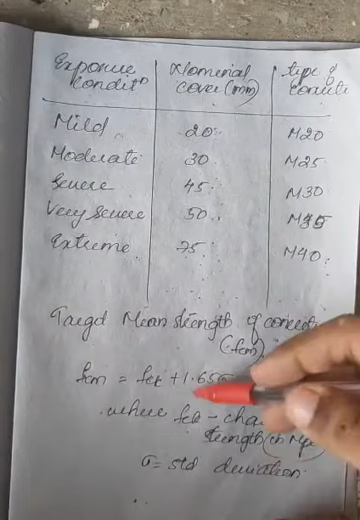 Exposure Nominal type of
Condit° cover (mm) Concrete
Mild 20 M20
Moderate 30 M25
Severe 45 M30
Very Severe 50 M35
Extreme 75 M40
Target Mean strength of concrete
(fcm)
fcm = fck + 1.65σ
where fck - cha
strength (in Mpa
σ = std deviation